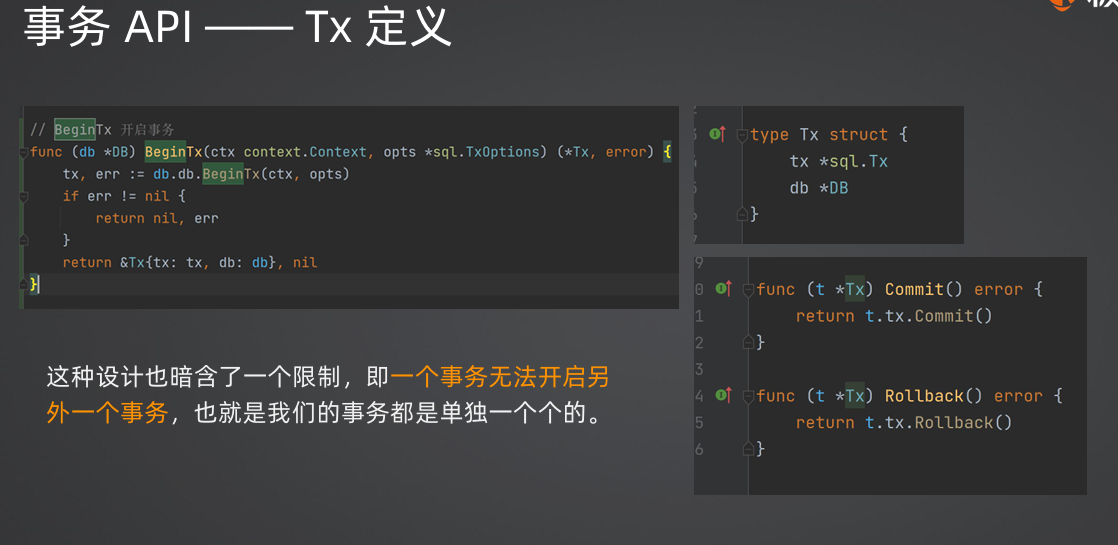 事务 API —— Tx 定义
// BeginTx 开启事务
func (db *DB) BeginTx(ctx context.Context, opts *sql.TxOptions) (*Tx, error) {
tx, err := db.db.BeginTx(ctx, opts)
if err != nil {
return nil, err
}
return &Tx{tx: tx, db: db}, nil
}
type Tx struct {
tx *sql.Tx
db *DB
}
9
0 func (t *Tx) Commit() error {
1 return t.tx.Commit()
2 }
3
4 func (t *Tx) Rollback() error {
5 return t.tx.Rollback()
6 }
这种设计也暗含了一个限制，即一个事务无法开启另
外一个事务，也就是我们的事务都是单独一个个的。